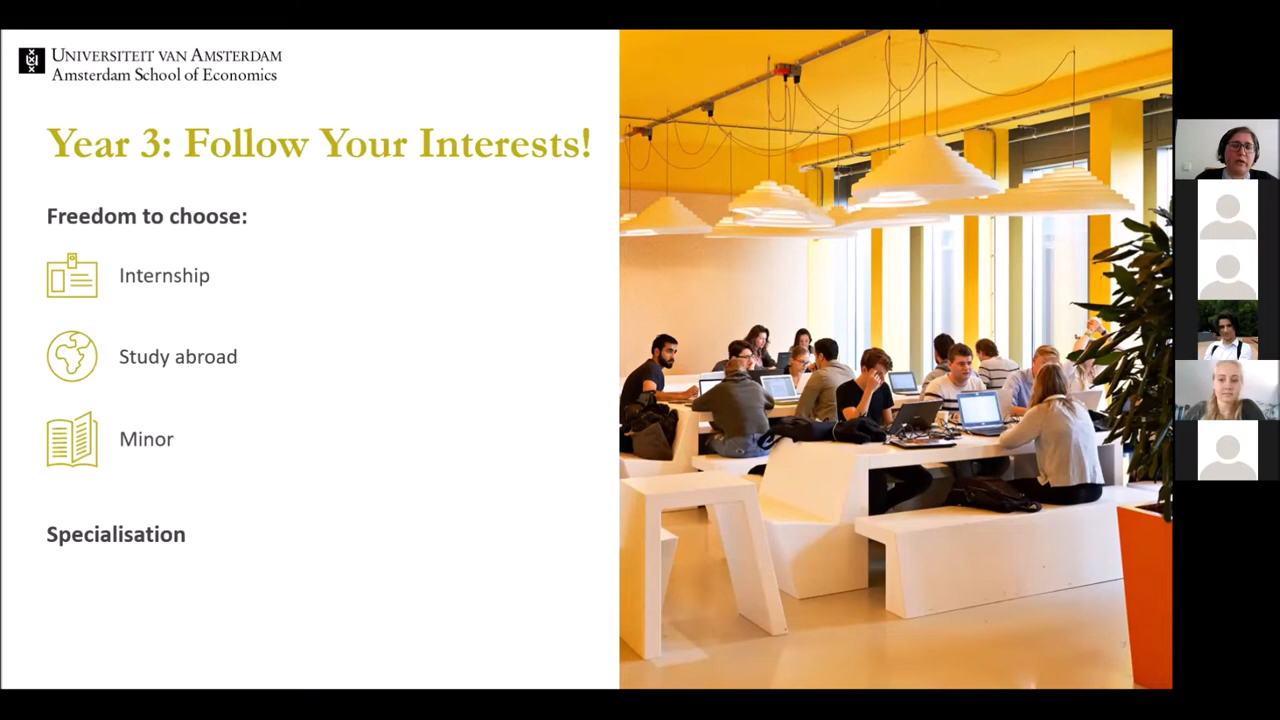 UNIVERSITEIT VAN AMSTERDAM
Amsterdam School of Economics
Year 3: Follow Your Interests!
Freedom to choose:
Internship
Study abroad
Minor
Specialisation